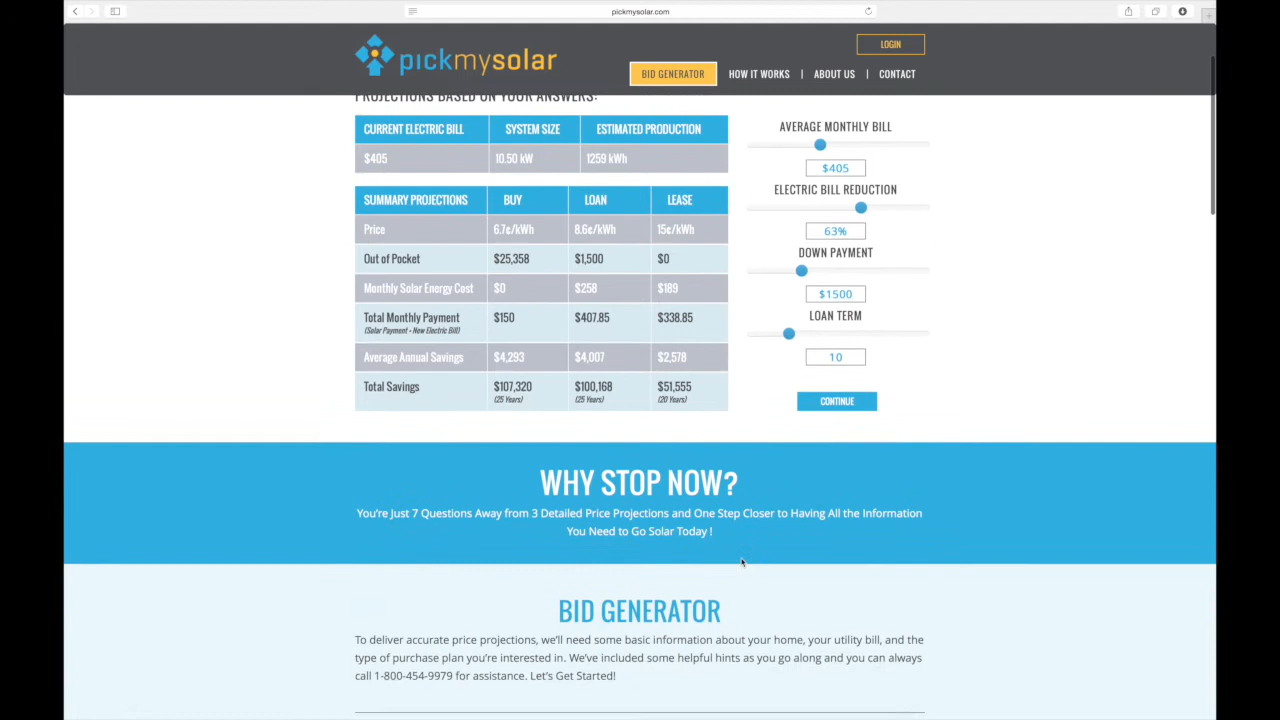 pickmysolar.com
LOGIN
pickmysolar
BID GENERATOR HOW IT WORKS | ABOUT US | CONTACT
PROJECTIONS BASED ON YOUR ANSWERS:
CURRENT ELECTRIC BILL SYSTEM SIZE ESTIMATED PRODUCTION
$405 10.50 kW 1259 kWh
SUMMARY PROJECTIONS BUY LOAN LEASE
Price 6.7¢/kWh 8.6¢/kWh 15¢/kWh
Out of Pocket $25,358 $1,500 $0
Monthly Solar Energy Cost $0 $258 $189
Total Monthly Payment $150 $407.85 $338.85
(Solar Payment + New Electric Bill)
Average Annual Savings $4,293 $4,007 $2,578
Total Savings $107,320 $100,168 $51,555
(25 Years) (25 Years) (20 Years)
AVERAGE MONTHLY BILL
$405
ELECTRIC BILL REDUCTION
63%
DOWN PAYMENT
$1500
LOAN TERM
10
CONTINUE
WHY STOP NOW?
You're Just 7 Questions Away from 3 Detailed Price Projections and One Step Closer to Having All the Information
You Need to Go Solar Today !
BID GENERATOR
To deliver accurate price projections, we'll need some basic information about your home, your utility bill, and the
type of purchase plan you're interested in. We've included some helpful hints as you go along and you can always
call 1-800-454-9979 for assistance. Let's Get Started!